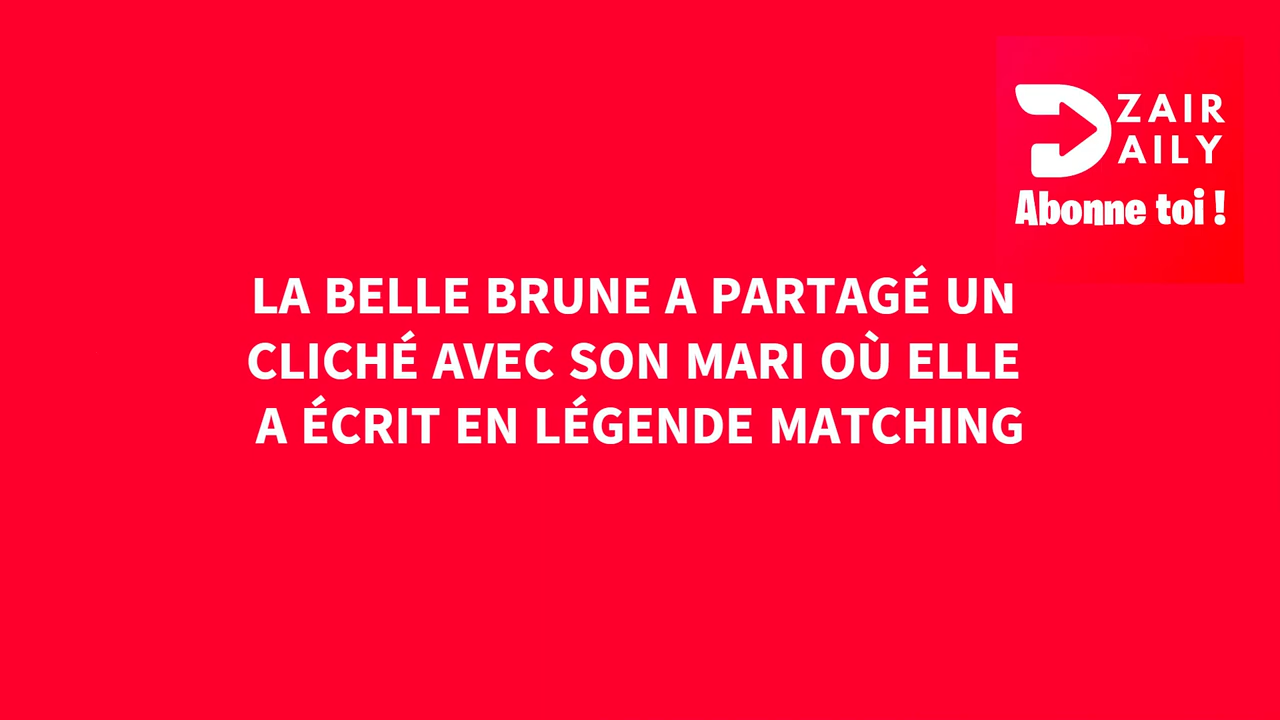 ZAIR
AILY
Abonne toi !
LA BELLE BRUNE A PARTAGÉ UN
CLICHÉ AVEC SON MARI OÙ ELLE
A ÉCRIT EN LÉGENDE MATCHING